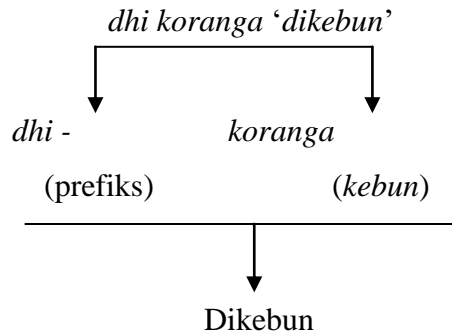 dhi koranga ‘dikebun’
dhi - koranga
(prefiks) (kebun)
Dikebun